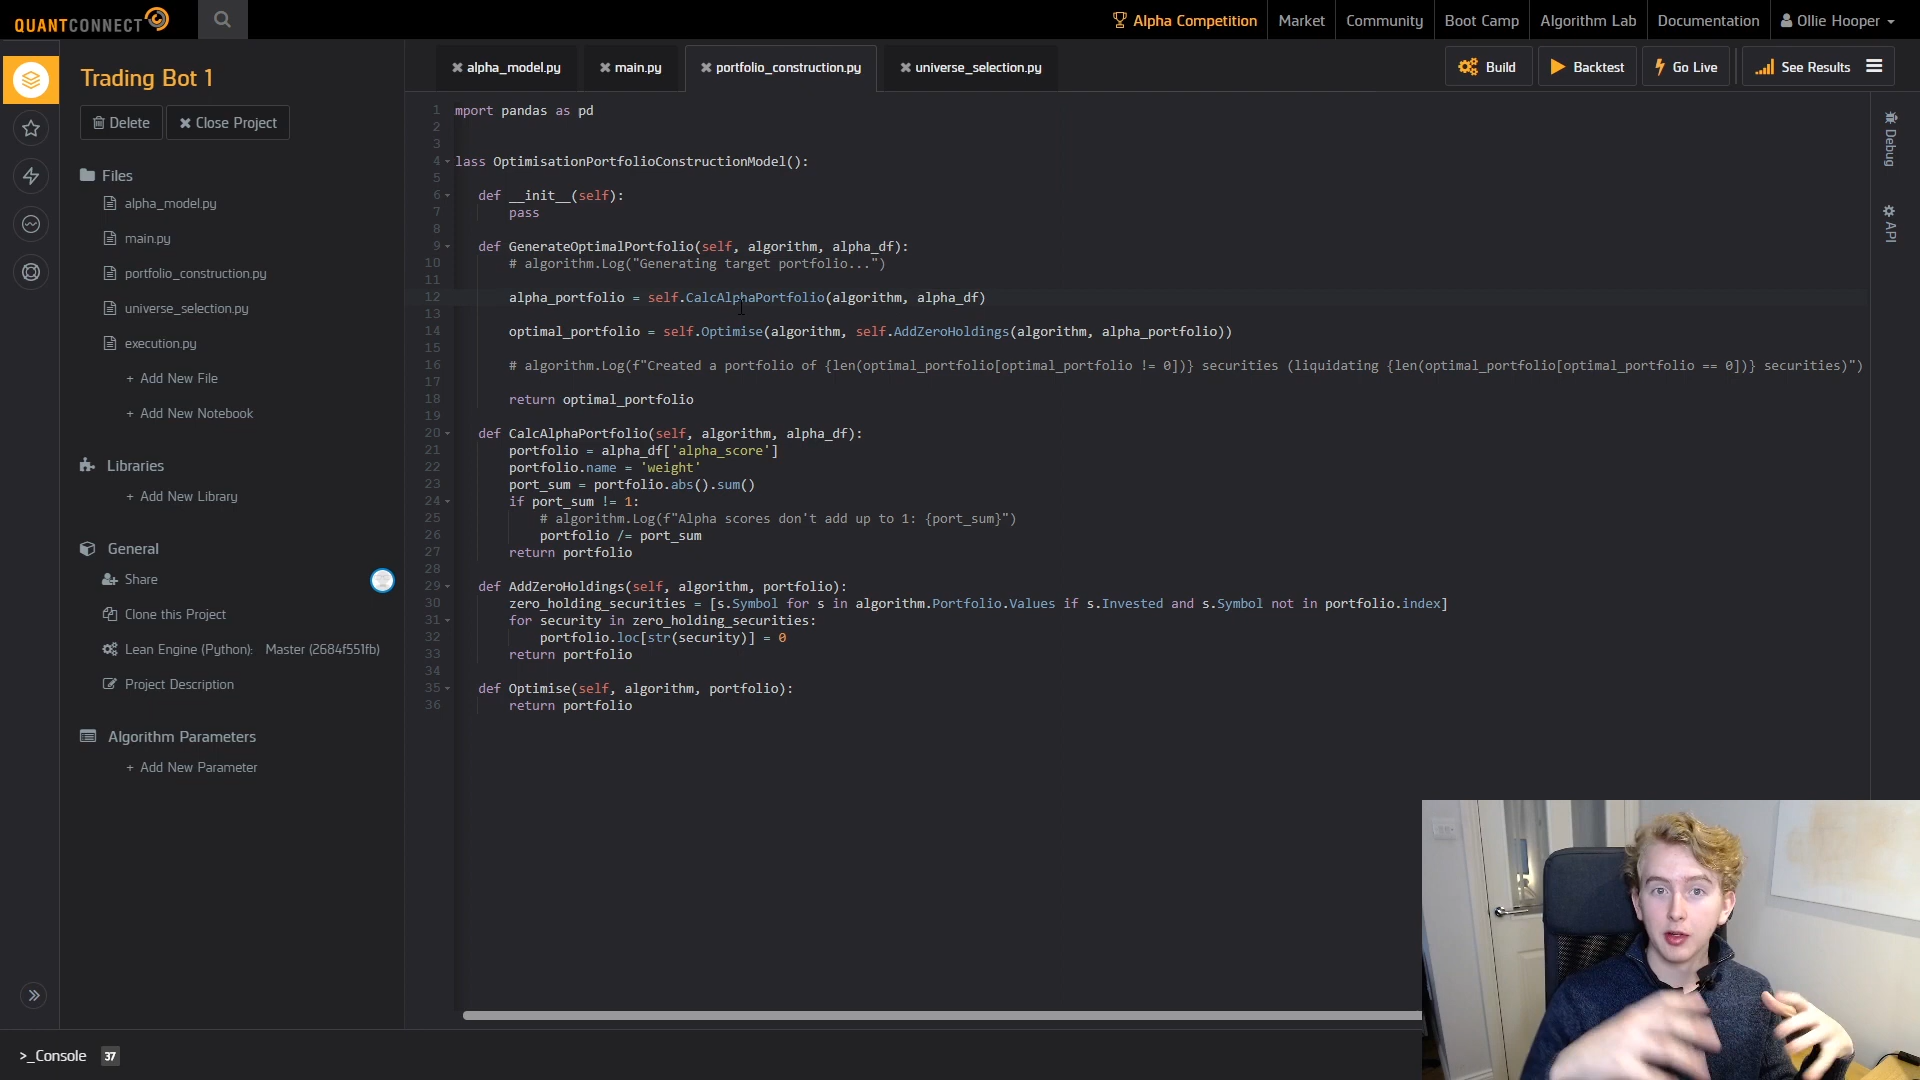 QUANTCONNECT
Alpha Competition
Market
Community
Boot Camp
Algorithm Lab
Documentation
Ollie Hooper
Trading Bot 1
Delete
Close Project
Files
alpha_model.py
main.py
portfolio_construction.py
universe_selection.py
execution.py
+ Add New File
+ Add New Notebook
Libraries
+ Add New Library
General
Share
Clone this Project
Lean Engine (Python): Master (2684f551fb)
Project Description
Algorithm Parameters
+ Add New Parameter
alpha_model.py
main.py
portfolio_construction.py
universe_selection.py
Build
Backtest
Go Live
See Results
1 mport pandas as pd
2
3
4 lass OptimisationPortfolioConstructionModel():
5
6 def __init__(self):
7 pass
8
9 def GenerateOptimalPortfolio(self, algorithm, alpha_df):
10 # algorithm.Log("Generating target portfolio...")
11
12 alpha_portfolio = self.CalcAlphaPortfolio(algorithm, alpha_df)
13
14 optimal_portfolio = self.Optimise(algorithm, self.AddZeroHoldings(algorithm, alpha_portfolio))
15
16 # algorithm.Log(f"Created a portfolio of {len(optimal_portfolio[optimal_portfolio != 0])} securities (liquidating {len(optimal_portfolio[optimal_portfolio == 0])} securities)")
17
18 return optimal_portfolio
19
20 def CalcAlphaPortfolio(self, algorithm, alpha_df):
21 portfolio = alpha_df['alpha_score']
22 portfolio.name = 'weight'
23 port_sum = portfolio.abs().sum()
24 if port_sum != 1:
25 # algorithm.Log(f"Alpha scores don't add up to 1: {port_sum}")
26 portfolio /= port_sum
27 return portfolio
28
29 def AddZeroHoldings(self, algorithm, portfolio):
30 zero_holding_securities = [s.Symbol for s in algorithm.Portfolio.Values if s.Invested and s.Symbol not in portfolio.index]
31 for security in zero_holding_securities:
32 portfolio.loc[str(security)] = 0
33 return portfolio
34
35 def Optimise(self, algorithm, portfolio):
36 return portfolio
Debug
API
>_Console 37